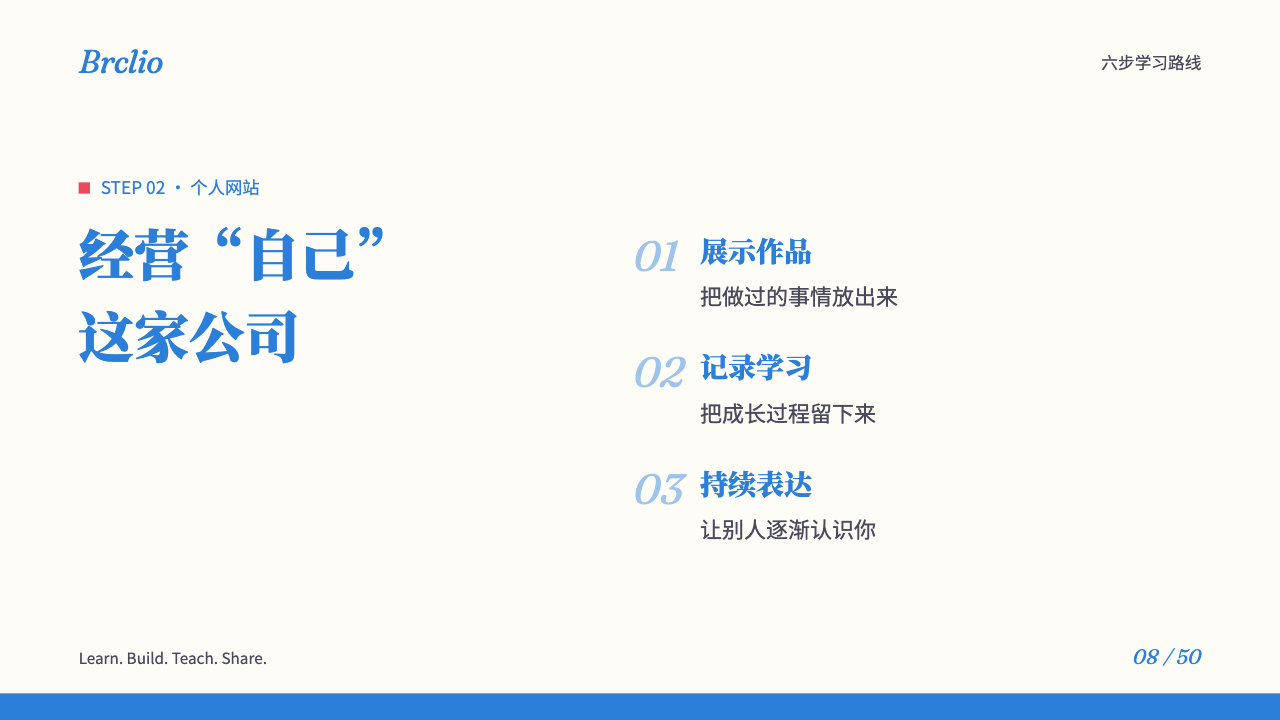 Brclio
六步学习路线
STEP 02 · 个人网站
经营“自己”
这家公司
01 展示作品
把做过的事情放出来
02 记录学习
把成长过程留下来
03 持续表达
让别人逐渐认识你
Learn. Build. Teach. Share.
08 / 50